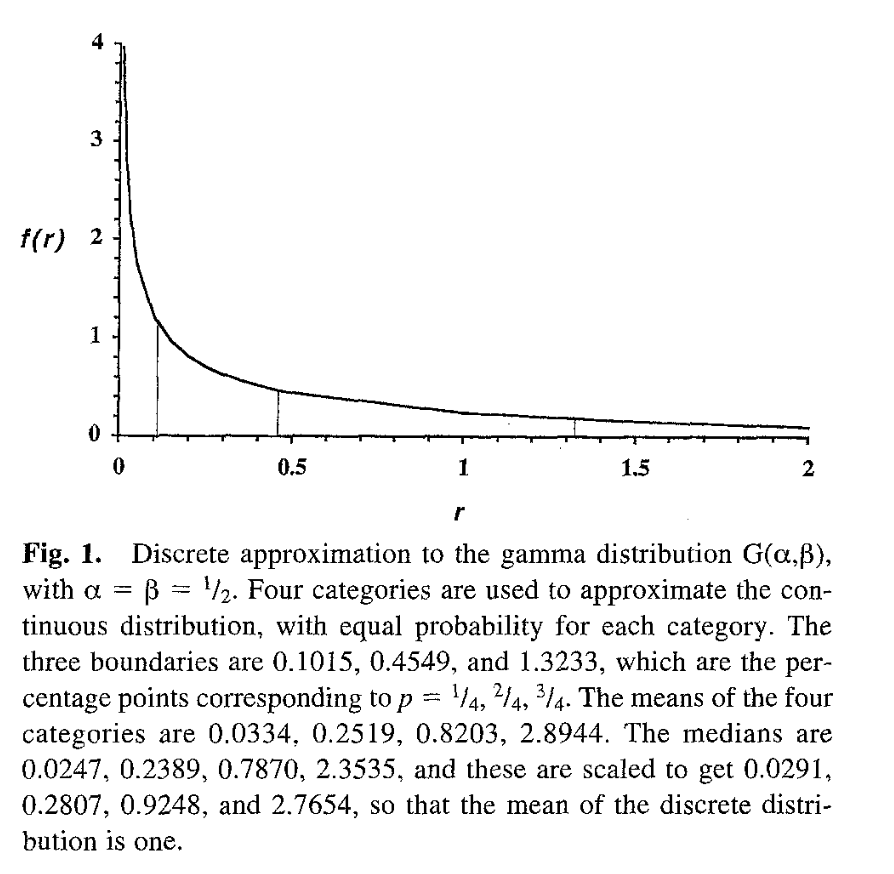 4
3
f(r) 2
1
0
0 0.5 1 1.5 2
r
Fig. 1. Discrete approximation to the gamma distribution G(α,β),
with α = β = 1/2. Four categories are used to approximate the con-
tinuous distribution, with equal probability for each category. The
three boundaries are 0.1015, 0.4549, and 1.3233, which are the per-
centage points corresponding to p = 1/4, 2/4, 3/4. The means of the four
categories are 0.0334, 0.2519, 0.8203, 2.8944. The medians are
0.0247, 0.2389, 0.7870, 2.3535, and these are scaled to get 0.0291,
0.2807, 0.9248, and 2.7654, so that the mean of the discrete distri-
bution is one.